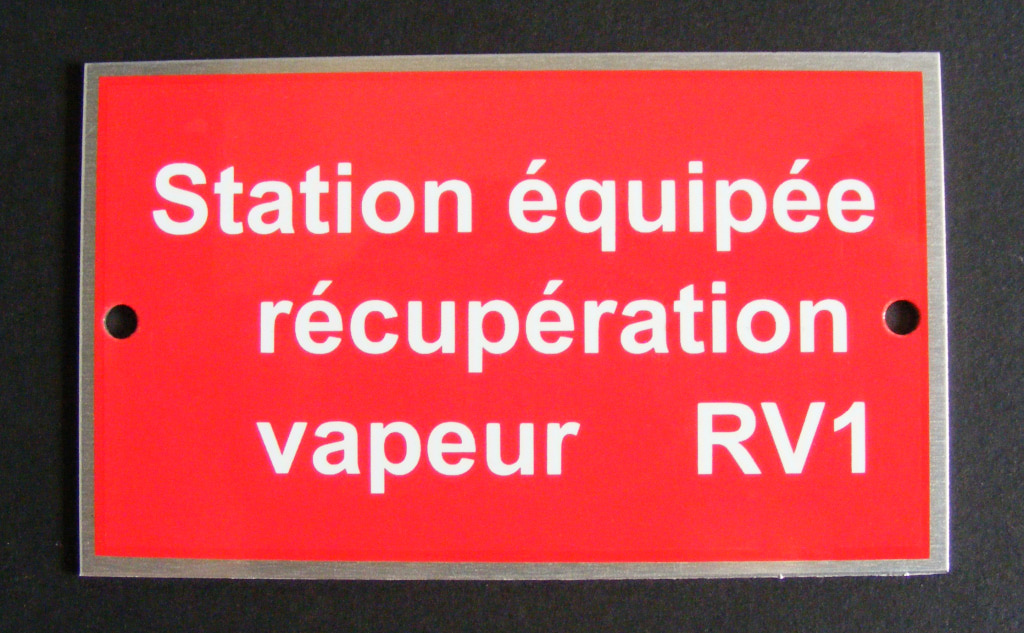 Station équipée
récupération
vapeur RV1